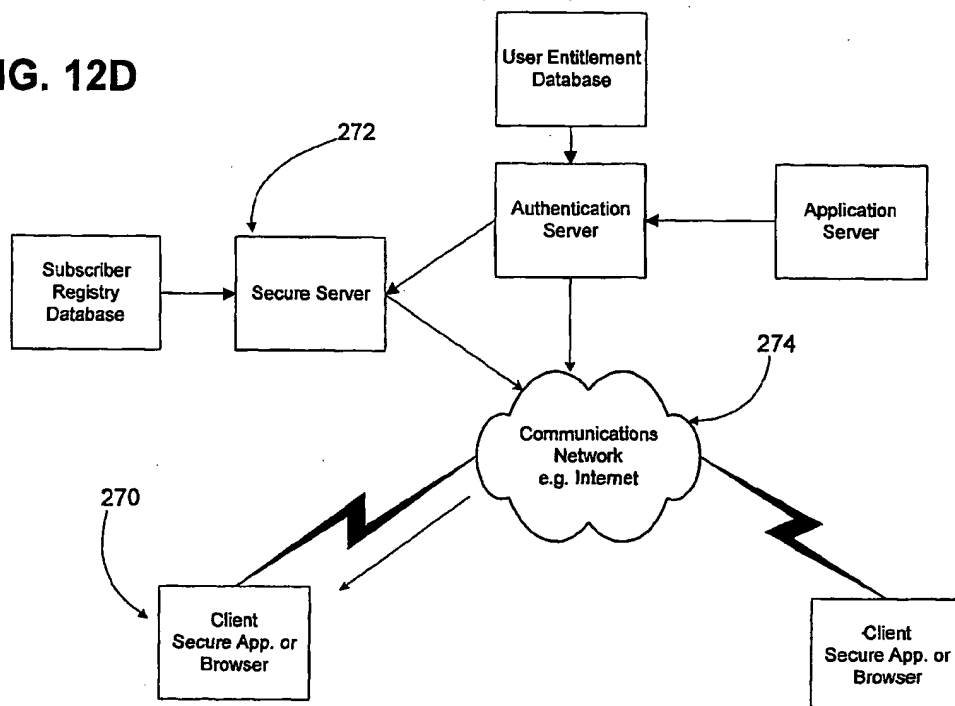 IG. 12D
User Entitlement
Database
272
Authentication
Server
Application
Server
Subscriber
Registry
Database
Secure Server
274
Communications
Network
e.g. Internet
270
Client
Secure App. or
Browser
Client
Secure App. or
Browser